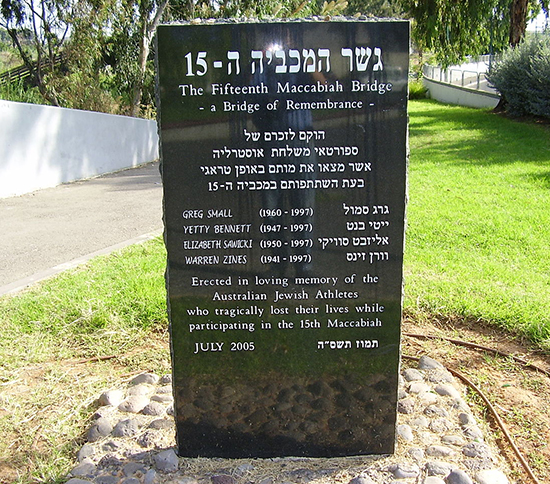 גשר המכביה ה-15
The Fifteenth Maccabiah Bridge
- a Bridge of Remembrance -
הוקם לזכרם של
ספורטאי משלחת אוסטרליה
אשר מצאו את מותם באופן טראגי
בעת השתתפותם במכביה ה-15
GREG SMALL (1960 - 1997) גרג סמול
YETTY BENNETT (1947 - 1997) ייטי בנט
ELIZABETH SAWICKI (1950 - 1997) אליזבט סוויקי
WARREN ZINES (1941 - 1997) וורן זינס
Erected in loving memory of the
Australian Jewish Athletes
who tragically lost their lives while
participating in the 15th Maccabiah
JULY 2005 תמוז תשס"ה